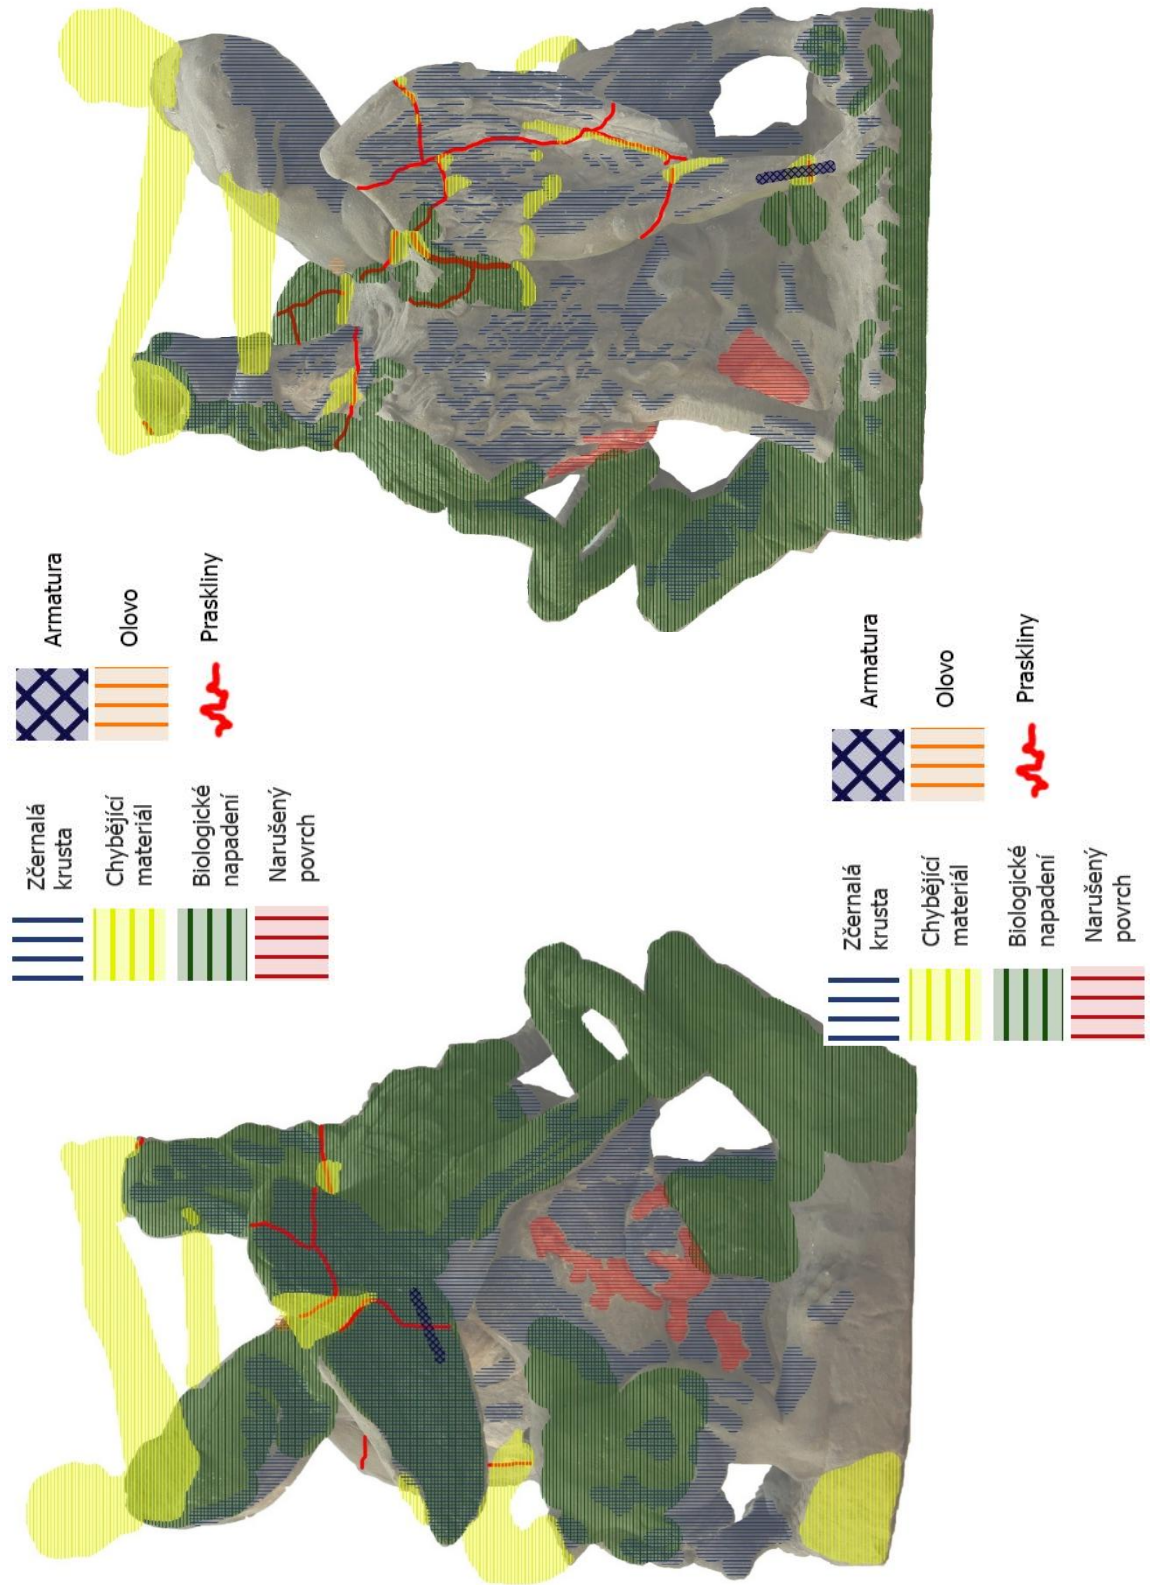 Armatura
Olovo
Praskliny
Zčernalá
krusta
Chybějící
materiál
Biologické
napadení
Narušený
povrch
Armatura
Olovo
Praskliny
Zčernalá
krusta
Chybějící
materiál
Biologické
napadení
Narušený
povrch